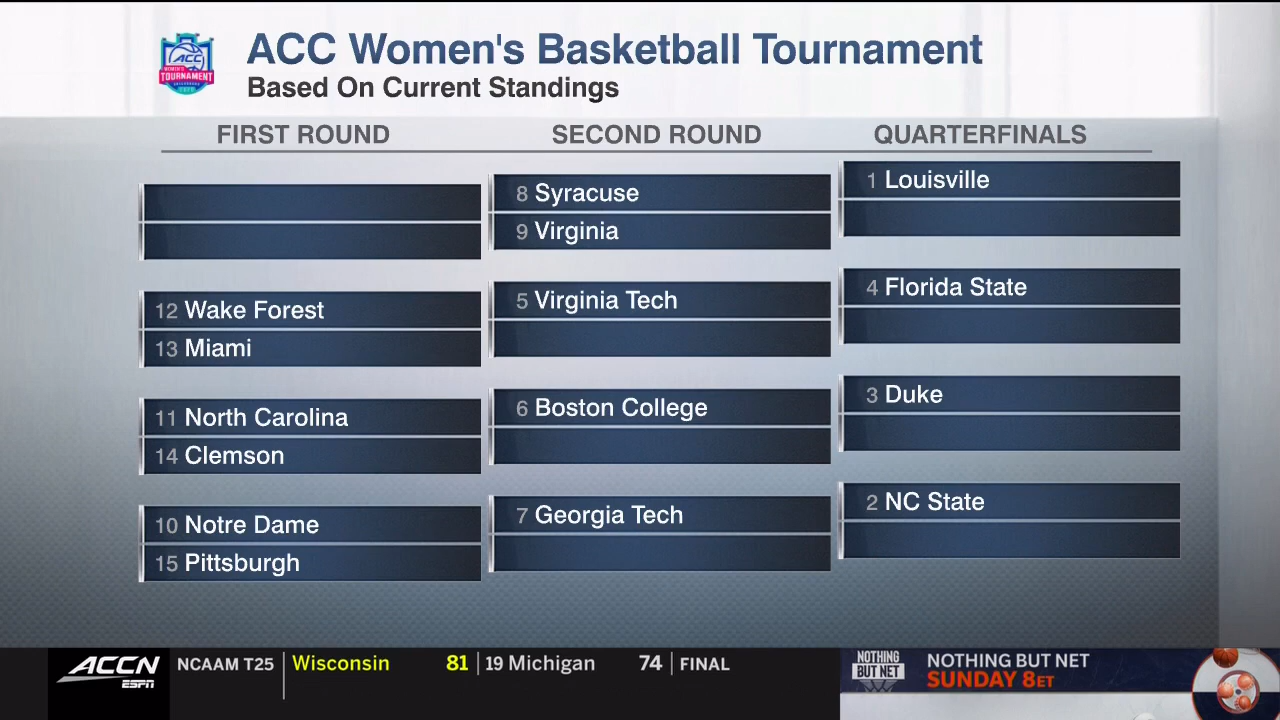 ACC
WOMEN'S
TOURNAMENT
ACC Women's Basketball Tournament
Based On Current Standings
FIRST ROUND
SECOND ROUND
QUARTERFINALS
12 Wake Forest
13 Miami
11 North Carolina
14 Clemson
10 Notre Dame
15 Pittsburgh
8 Syracuse
9 Virginia
5 Virginia Tech
6 Boston College
7 Georgia Tech
1 Louisville
4 Florida State
3 Duke
2 NC State
ACCN
ESPN
NCAAM T25
Wisconsin 81
19 Michigan 74
FINAL
NOTHING
BUT NET
NOTHING BUT NET
SUNDAY 8ET